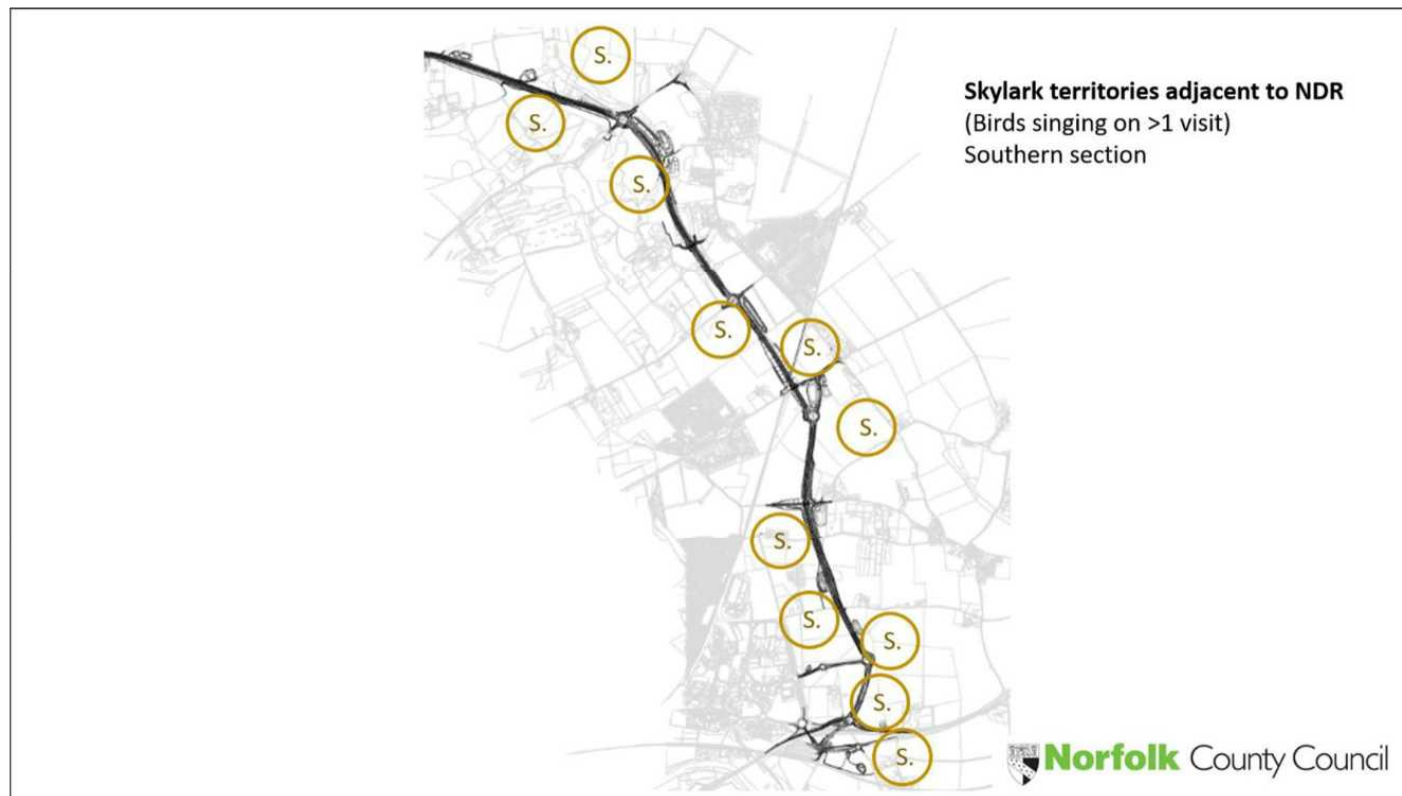 S.
Skylark territories adjacent to NDR
(Birds singing on >1 visit)
S.
Southern section
S.
S.
S.
S.
S.
S.
S.
S.
S.
Norfolk County Council